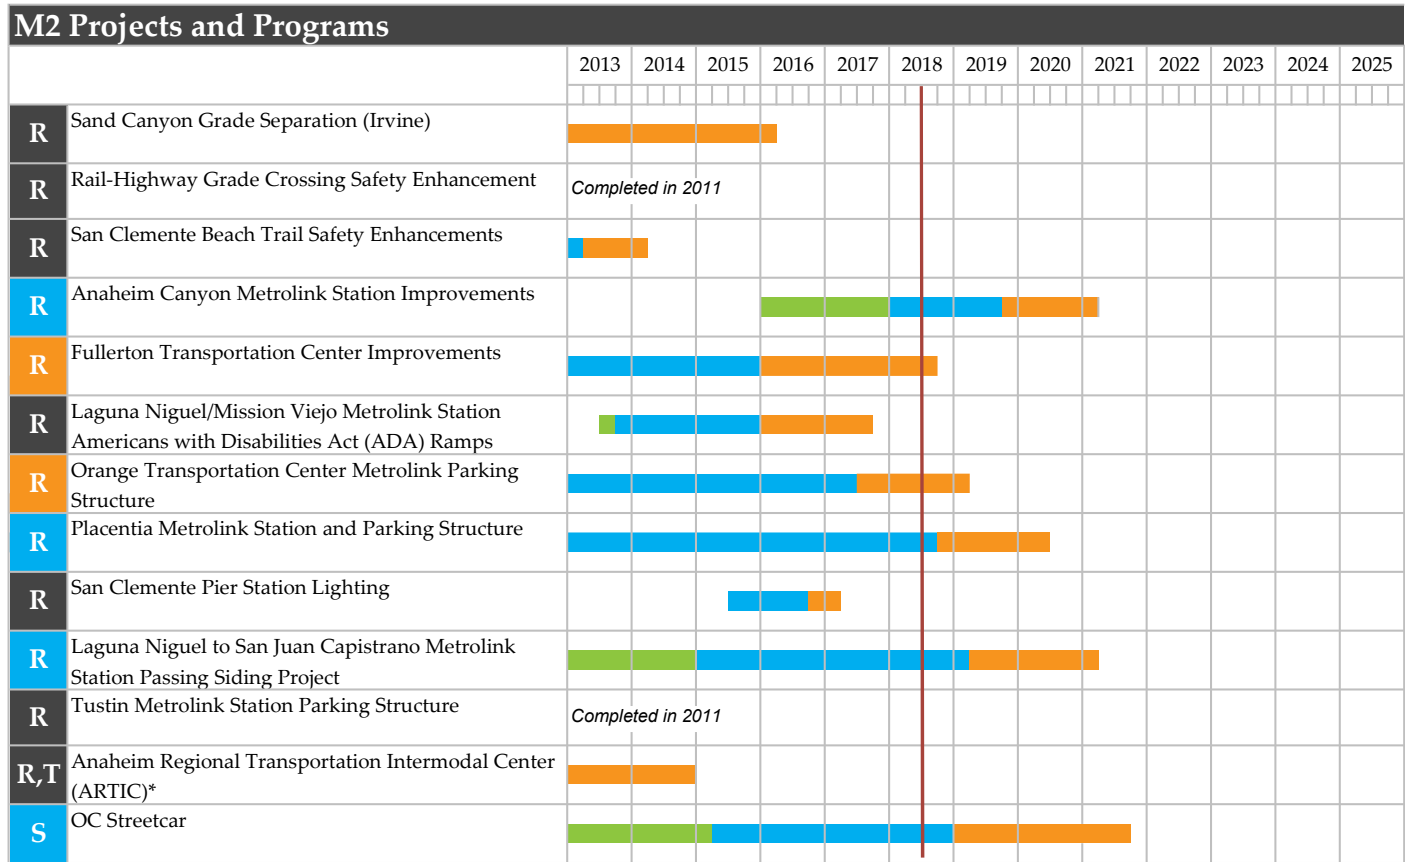 M2 Projects and Programs
2013 2014 2015 2016 2017 2018 2019 2020 2021 2022 2023 2024 2025
R Sand Canyon Grade Separation (Irvine)
R Rail-Highway Grade Crossing Safety Enhancement Completed in 2011
R San Clemente Beach Trail Safety Enhancements
R Anaheim Canyon Metrolink Station Improvements
R Fullerton Transportation Center Improvements
R Laguna Niguel/Mission Viejo Metrolink Station
Americans with Disabilities Act (ADA) Ramps
R Orange Transportation Center Metrolink Parking
Structure
R Placentia Metrolink Station and Parking Structure
R San Clemente Pier Station Lighting
R Laguna Niguel to San Juan Capistrano Metrolink
Station Passing Siding Project
R Tustin Metrolink Station Parking Structure Completed in 2011
R,T Anaheim Regional Transportation Intermodal Center
(ARTIC)*
S OC Streetcar